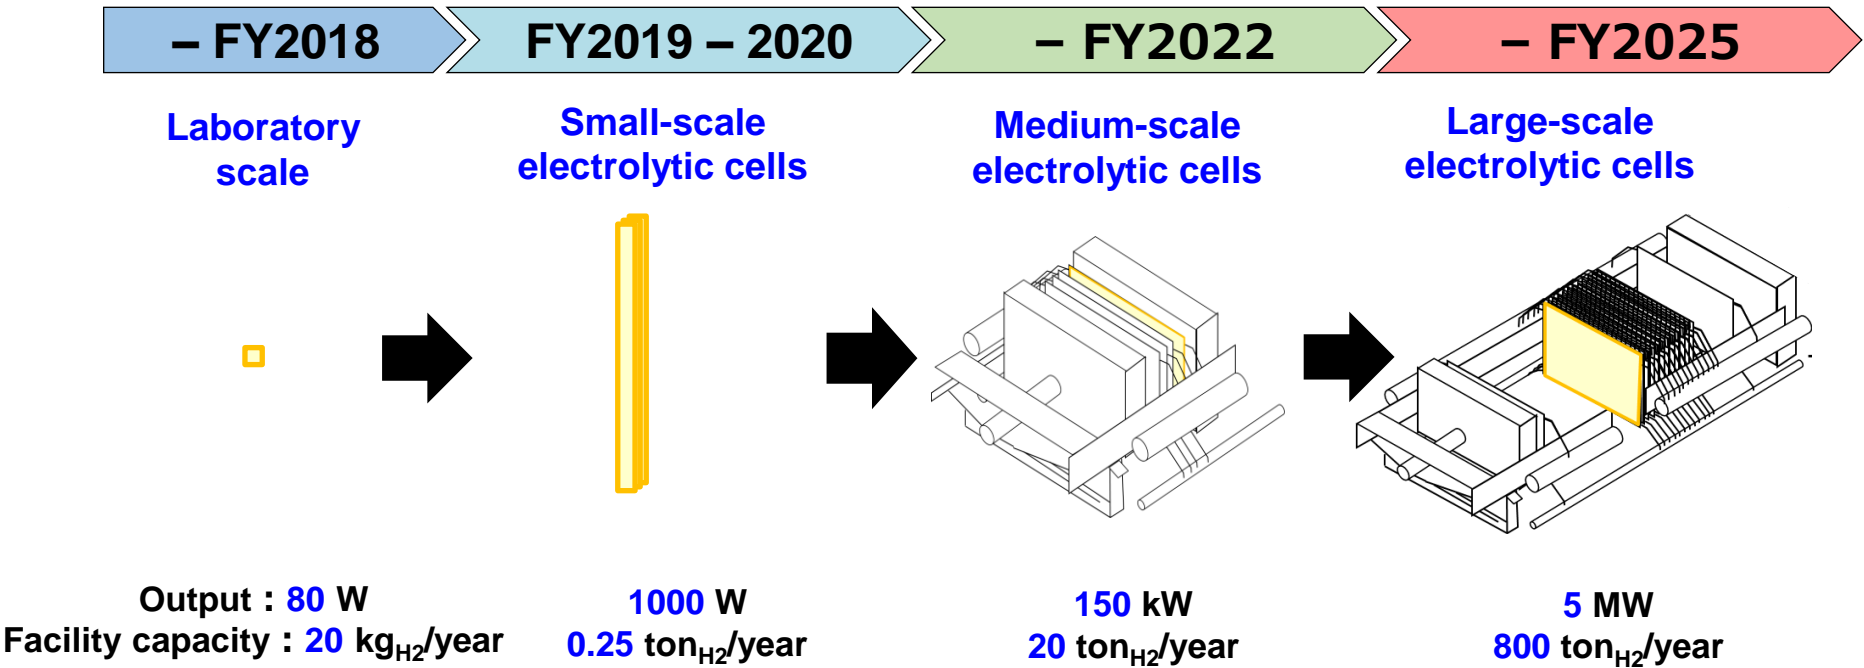 – FY2018
FY2019 – 2020
– FY2022
– FY2025
Laboratory
scale
Small-scale
electrolytic cells
Medium-scale
electrolytic cells
Large-scale
electrolytic cells
Output : 80 W
Facility capacity : 20 kgH2/year
1000 W
0.25 tonH2/year
150 kW
20 tonH2/year
5 MW
800 tonH2/year